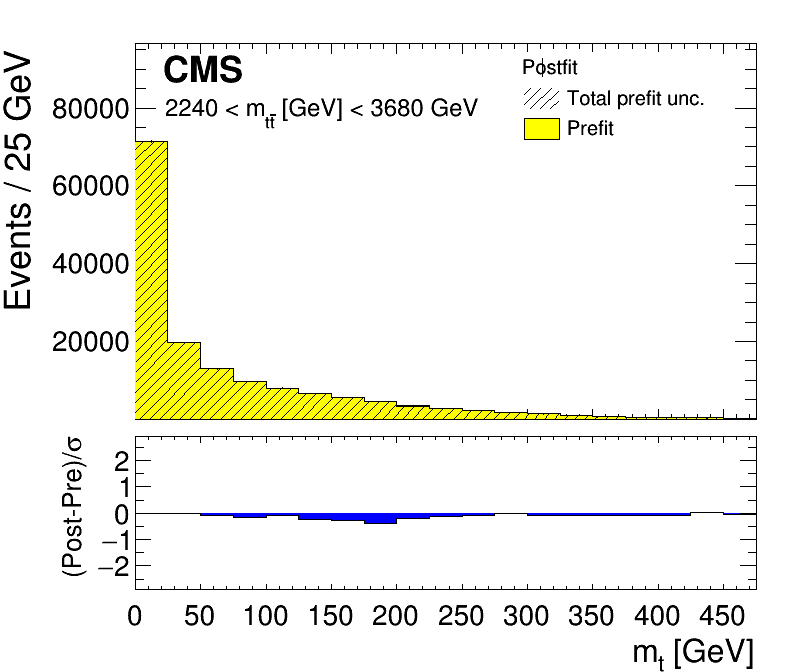 CMS
2240 < m_tt̄ [GeV] < 3680 GeV
Postfit
Total prefit unc.
Prefit
Events / 25 GeV
80000
60000
40000
20000
(Post-Pre)/σ
2
1
0
−1
−2
0 50 100 150 200 250 300 350 400 450
m_t [GeV]